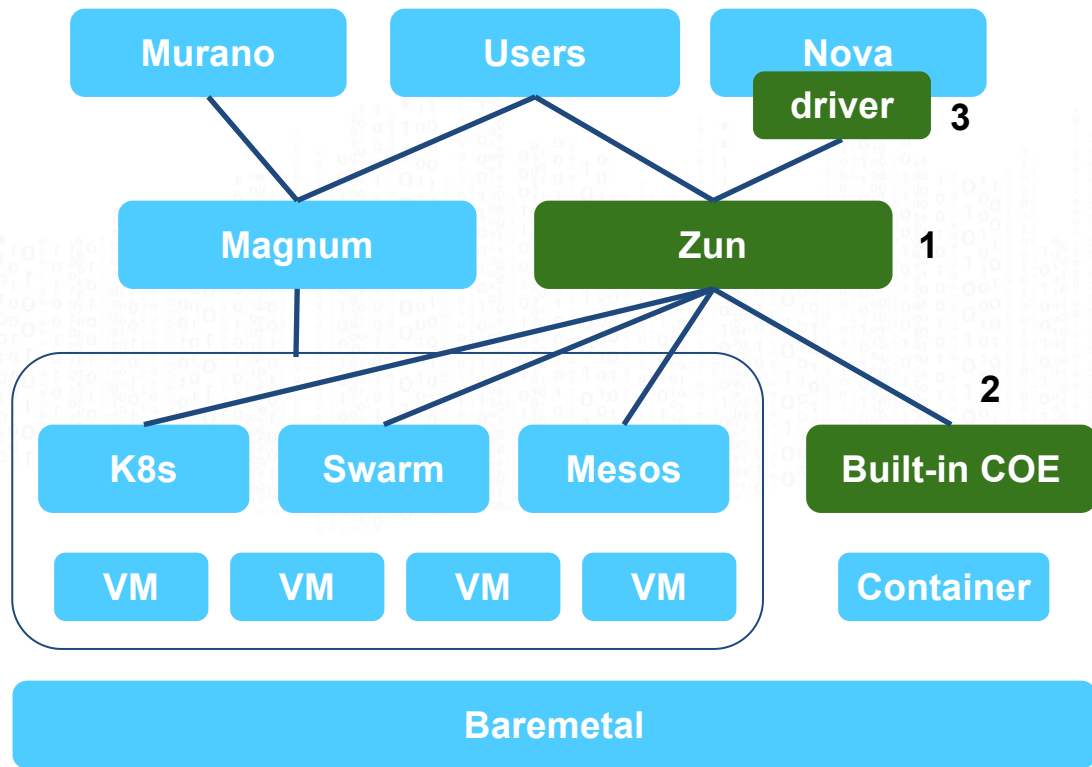 Murano
Users
Nova
driver
3
Magnum
Zun
1
2
K8s
Swarm
Mesos
Built-in COE
VM
VM
VM
VM
Container
Baremetal